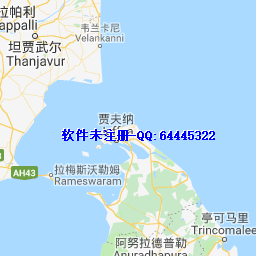 拉帕利
appalli
韦兰卡尼
Velankanni
坦贾武尔
Thanjavur
贾夫纳
软件未注册-QQ:64445322
AH43
拉梅斯沃勒姆
Rameswaram
亭可马里
Trincomalee
阿努拉德普勒
Anuradhapura